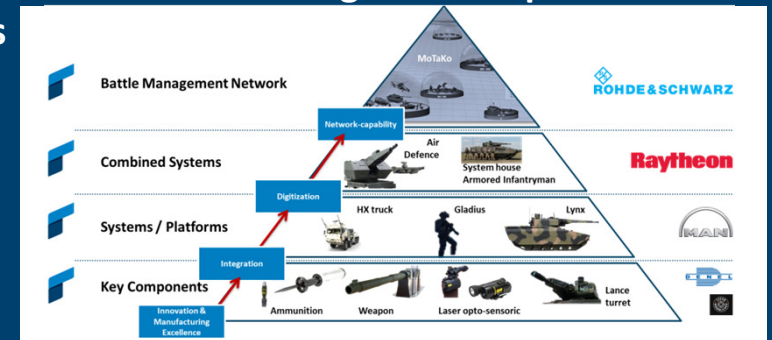 s
MoTaKo
Battle Management Network
ROHDE&SCHWARZ
Network-capability
Combined Systems
Air
Defence
System house
Armored Infantryman
Raytheon
Digitization
Systems / Platforms
HX truck
Gladius
Lynx
MAN
Integration
Key Components
DENEL
Innovation &
Manufacturing
Excellence
Ammunition
Weapon
Laser opto-sensoric
Lance
turret